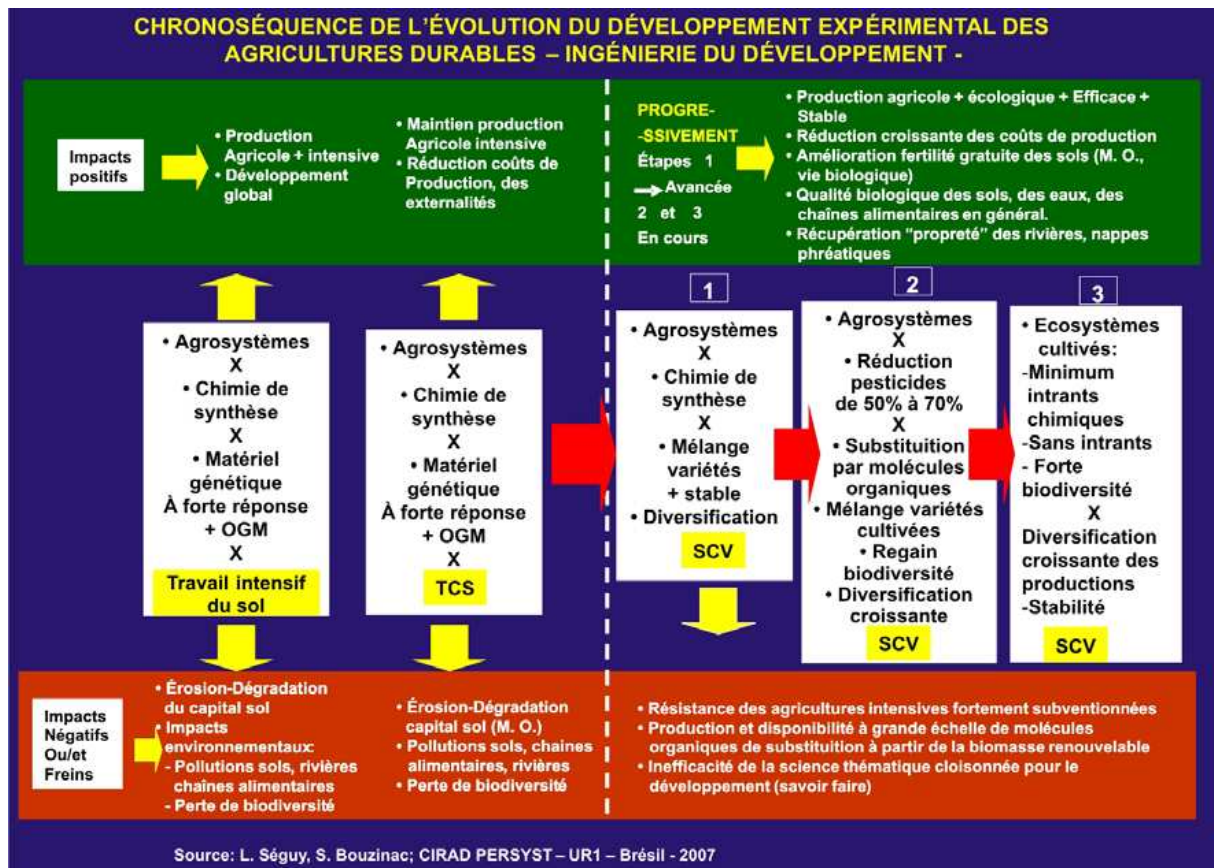 CHRONOSÉQUENCE DE L'ÉVOLUTION DU DÉVELOPPEMENT EXPÉRIMENTAL DES
AGRICULTURES DURABLES – INGÉNIERIE DU DÉVELOPPEMENT -
Impacts
positifs
• Production
Agricole + intensive
• Développement
global
• Maintien production
Agricole intensive
• Réduction coûts de
Production, des
externalités
PROGRE-
-SSIVEMENT
Étapes 1
Avancée
2 et 3
En cours
• Production agricole + écologique + Efficace +
Stable
• Réduction croissante des coûts de production
• Amélioration fertilité gratuite des sols (M. O.,
vie biologique)
• Qualité biologique des sols, des eaux, des
chaînes alimentaires en général.
• Récupération "propreté" des rivières, nappes
phréatiques
• Agrosystèmes
X
• Chimie de
synthèse
X
• Matériel
génétique
À forte réponse
+ OGM
X
Travail intensif
du sol
• Agrosystèmes
X
• Chimie de
synthèse
X
• Matériel
génétique
À forte réponse
+ OGM
X
TCS
1
• Agrosystèmes
X
• Chimie de
synthèse
X
• Mélange
variétés
+ stable
• Diversification
SCV
2
• Agrosystèmes
X
• Réduction
pesticides
de 50% à 70%
X
• Substituition
par molécules
organiques
• Mélange variétés
cultivées
• Regain
biodiversité
• Diversification
croissante
SCV
3
• Ecosystèmes
cultivés:
-Minimum
intrants
chimiques
-Sans intrants
- Forte
biodiversité
X
Diversification
croissante des
productions
-Stabilité
SCV
Impacts
Négatifs
Ou/et
Freins
• Érosion-Dégradation
du capital sol
• Impacts
environnementaux:
- Pollutions sols, rivières
chaînes alimentaires
- Perte de biodiversité
• Érosion-Dégradation
capital sol (M. O.)
• Pollutions sols, chaines
alimentaires, rivières
• Perte de biodiversité
• Résistance des agricultures intensives fortement subventionnées
• Production et disponibilité à grande échelle de molécules
organiques de substituition à partir de la biomasse renouvelable
• Inefficacité de la science thématique cloisonnée pour le
développement (savoir faire)
Source: L. Séguy, S. Bouzinac; CIRAD PERSYST – UR1 – Brésil - 2007